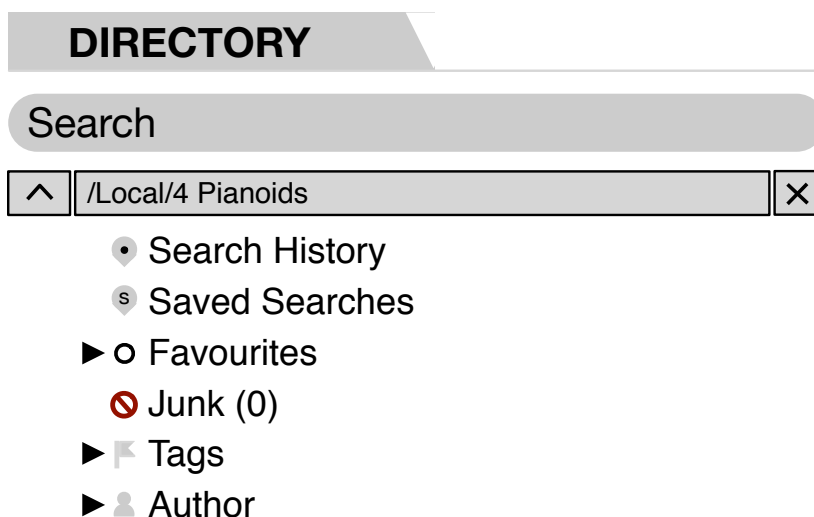 DIRECTORY
Search
/Local/4 Pianoids
Search History
S Saved Searches
Favourites
Junk (0)
Tags
Author